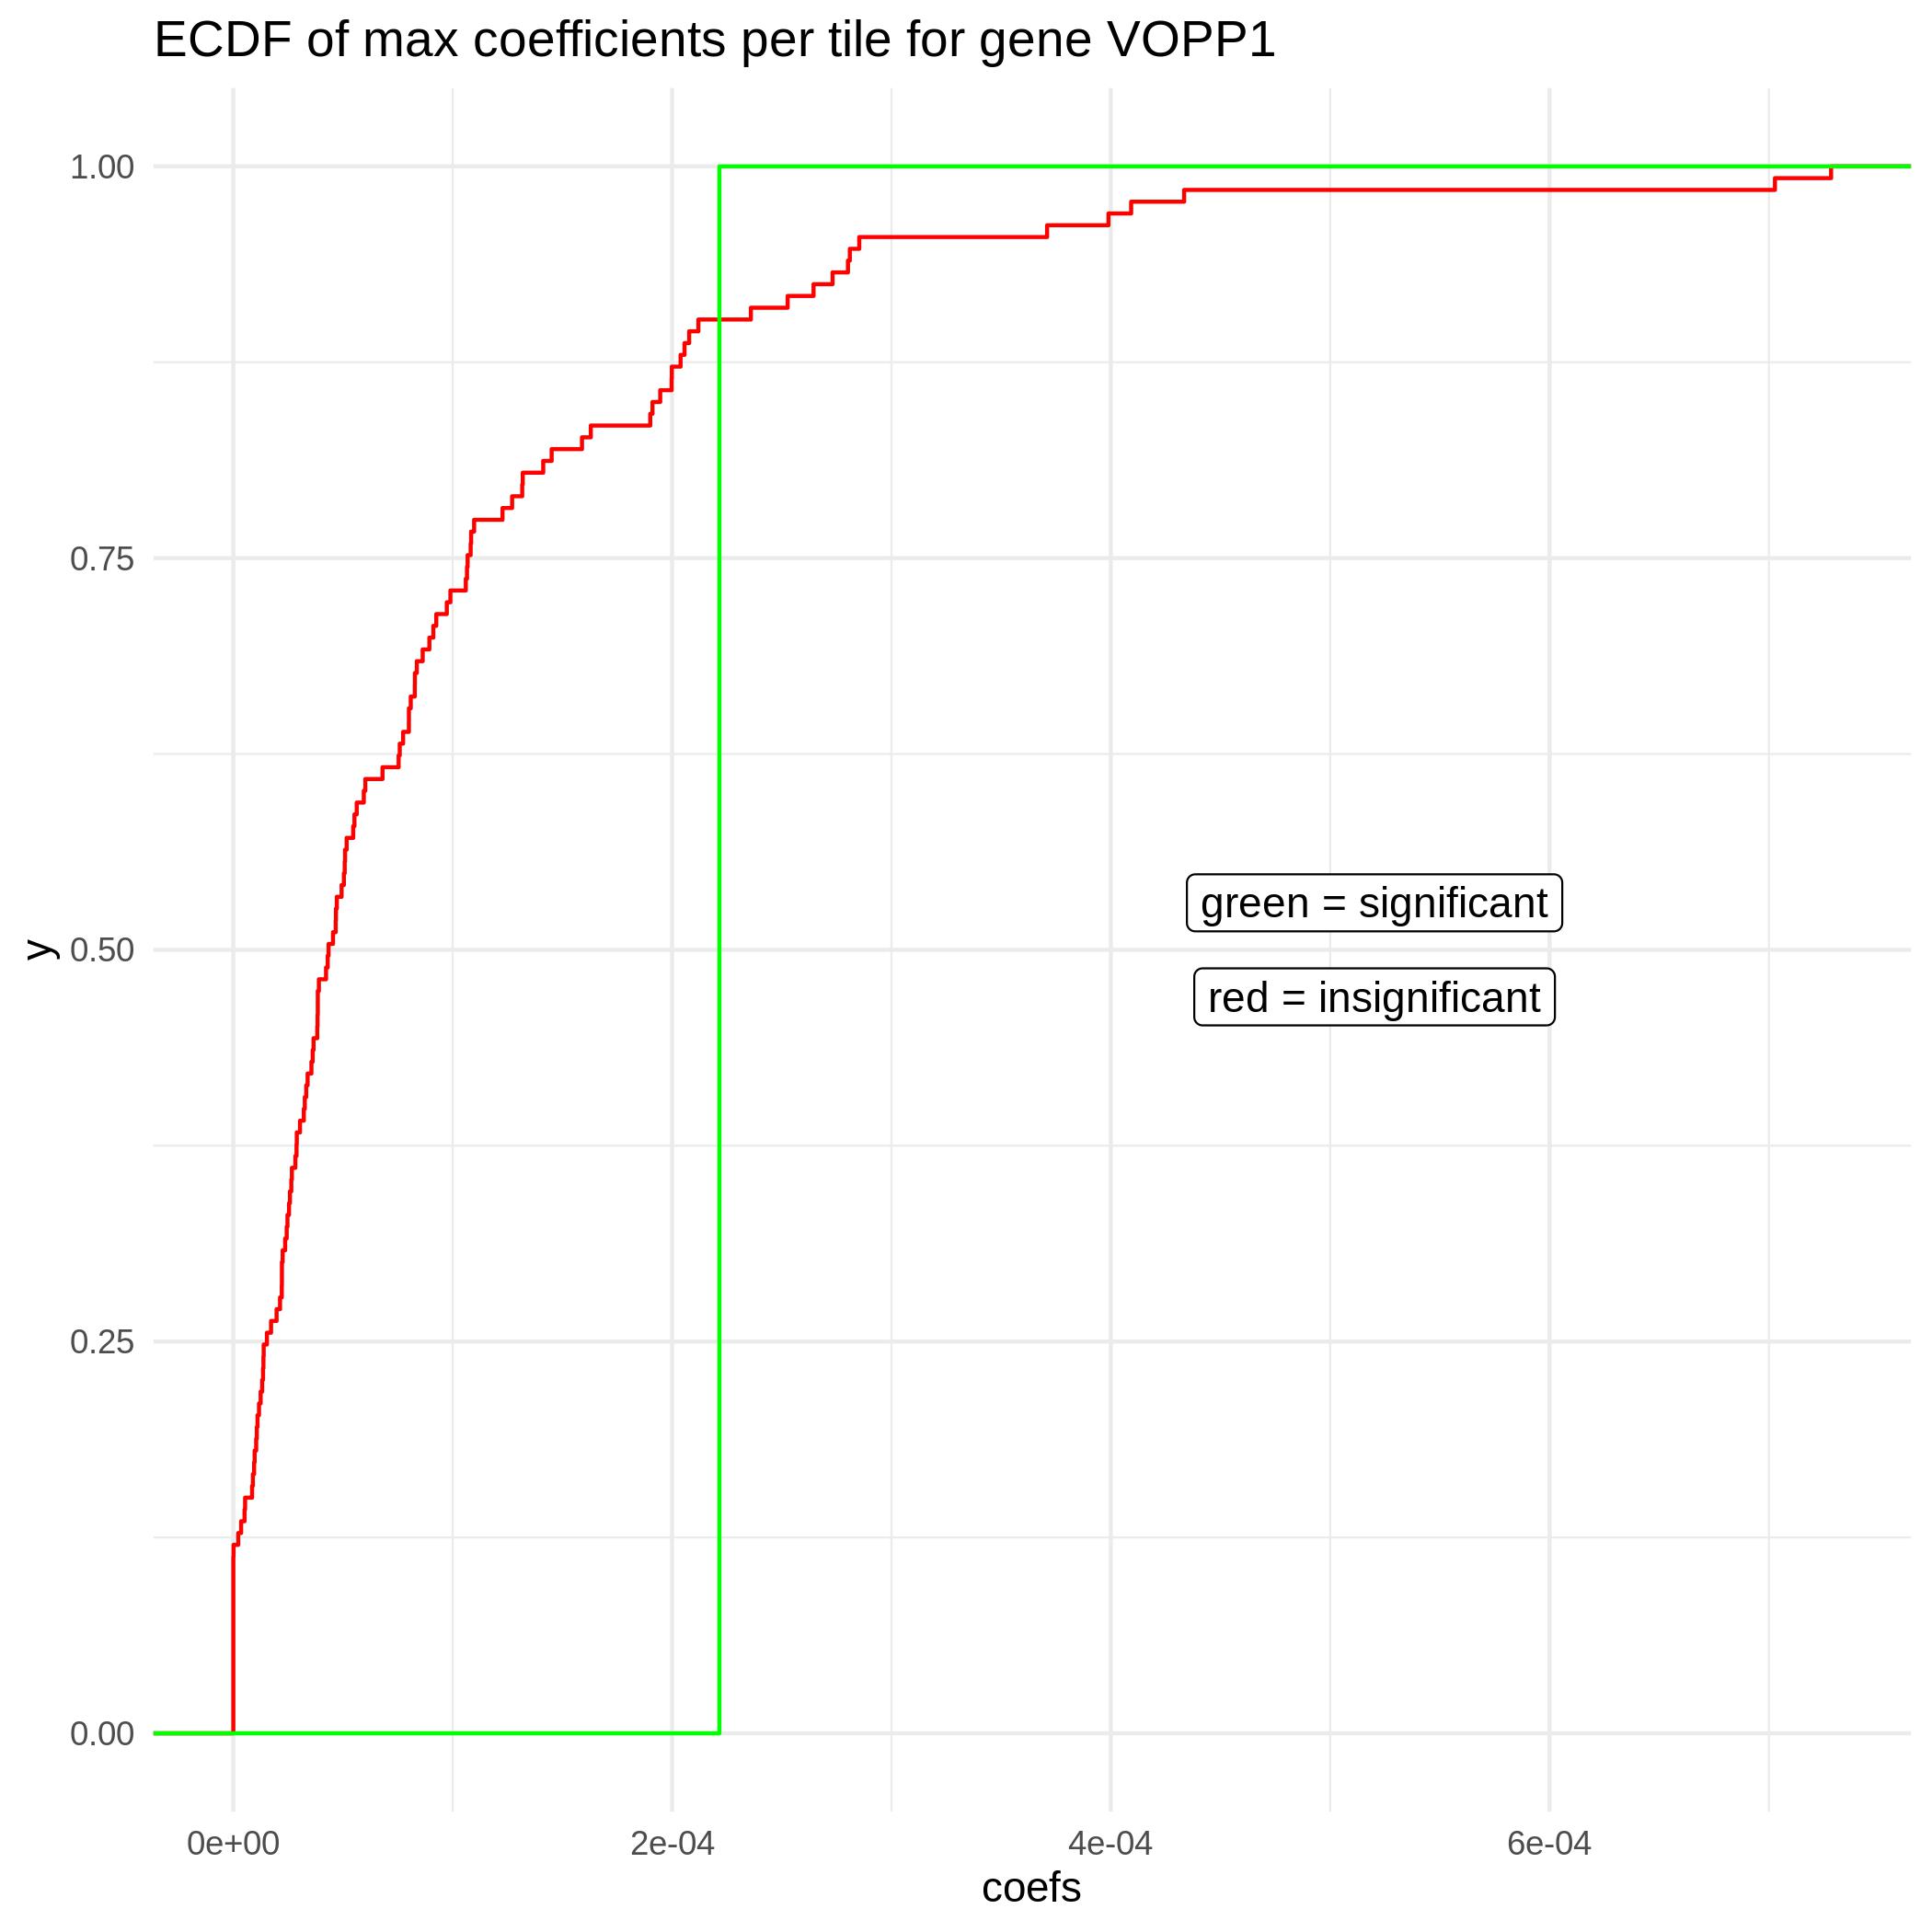 ECDF of max coefficients per tile for gene VOPP1
1.00
0.75
0.50
0.25
0.00
y
green = significant
red = insignificant
0e+00
2e-04
4e-04
6e-04
coefs